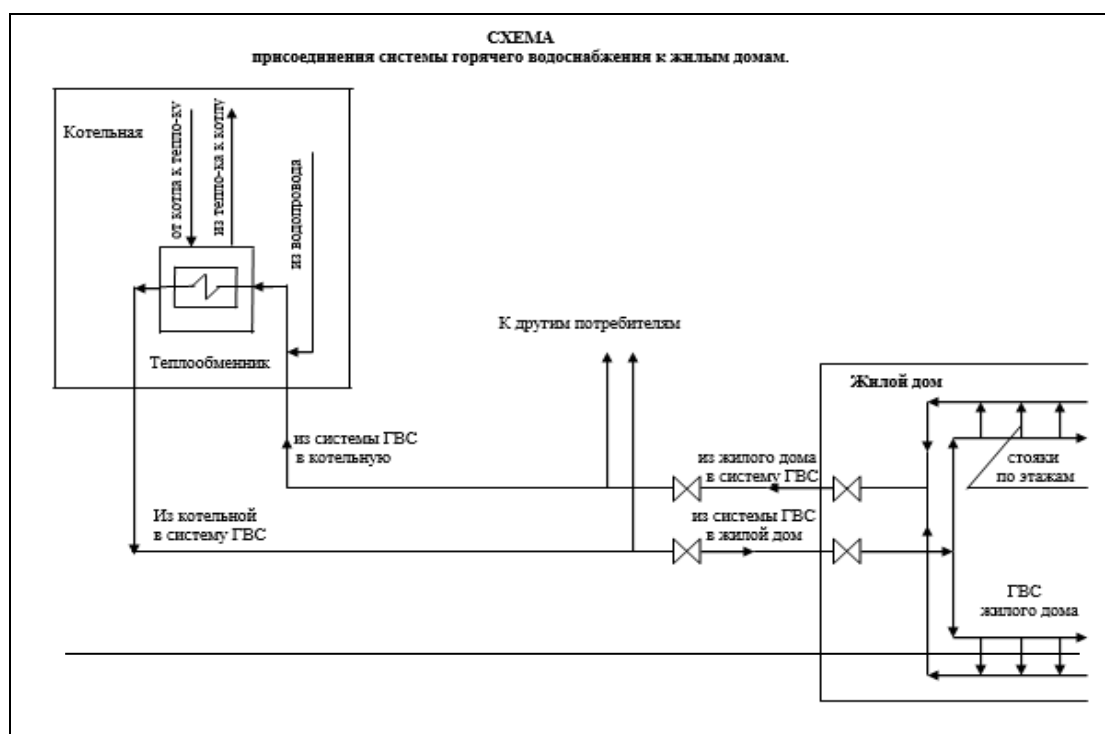 СХЕМА
присоединения системы горячего водоснабжения к жилым домам.
Котельная
от котла к тепло-ку
из тепло-ка к котлу
из водопровода
Теплообменник
К другим потребителям
Жилой дом
из системы ГВС
в котельную
из жилого дома
в систему ГВС
стояки
по этажам
Из котельной
в систему ГВС
из системы ГВС
в жилой дом
ГВС
жилого дома